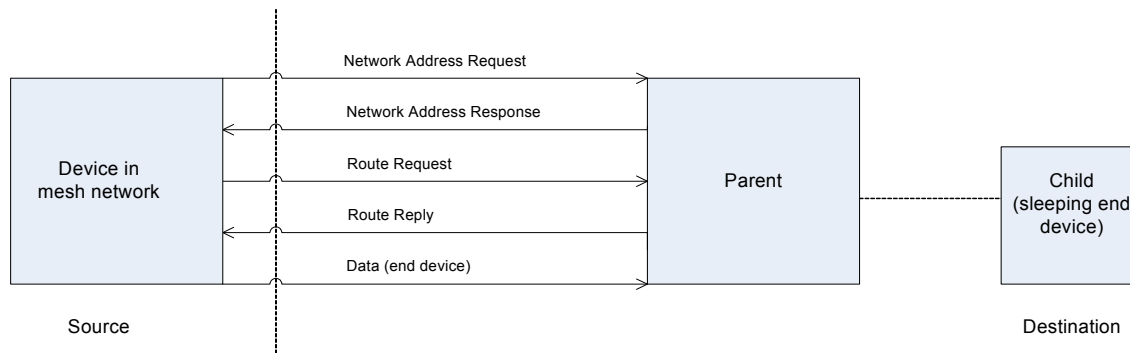 Network Address Request
Network Address Response
Route Request
Route Reply
Data (end device)
Device in
mesh network
Parent
Child
(sleeping end
device)
Source
Destination